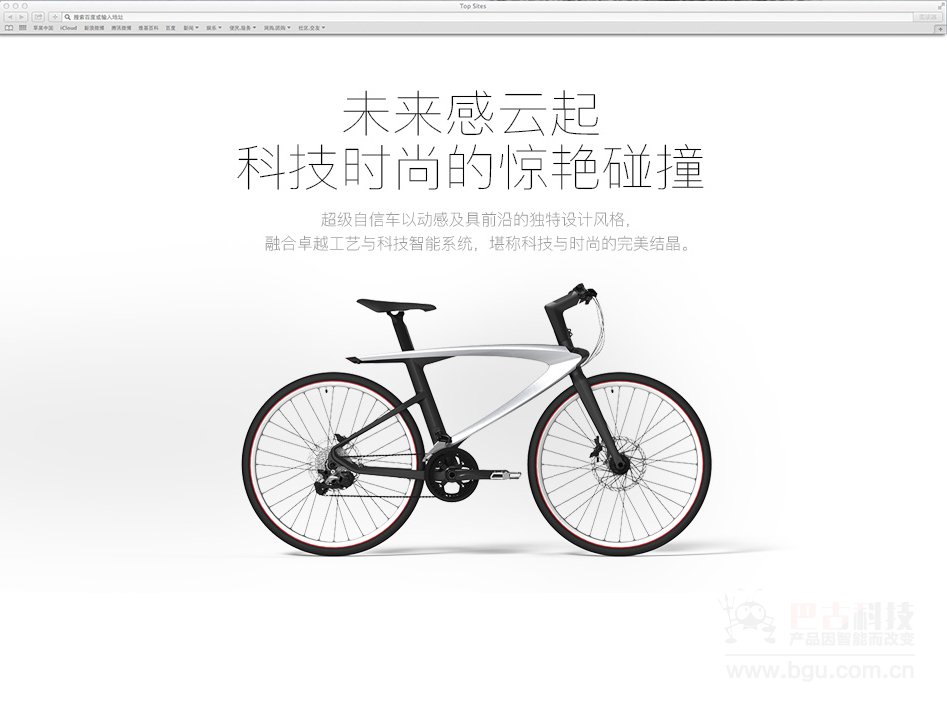 Top Sites
搜索百度或输入地址
阅读器
苹果中国 iCloud 新浪微博 腾讯微博 维基百科 百度 新闻 娱乐 便民服务 网购/团购 社区/交友
未来感云起
科技时尚的惊艳碰撞
超级自信车以动感及具前沿的独特设计风格，
融合卓越工艺与科技智能系统，堪称科技与时尚的完美结晶。
巴古科技
产品因智能而改变
www.bgu.com.cn